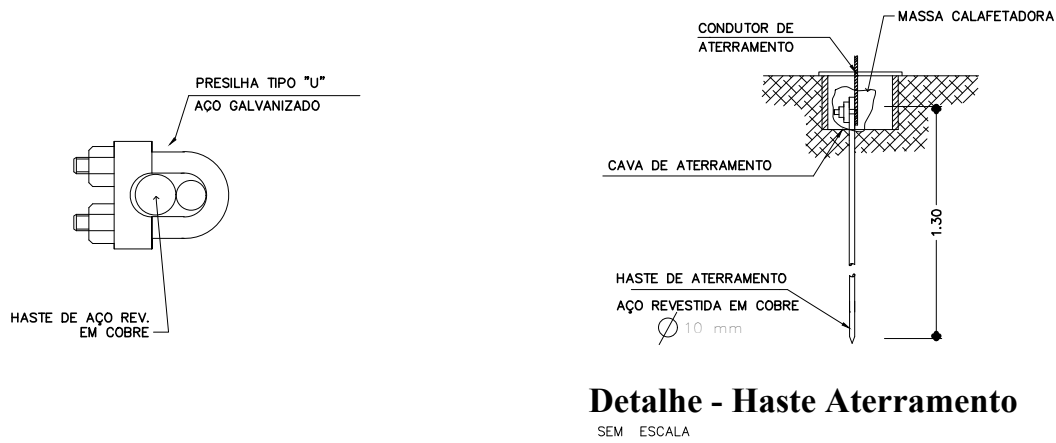 PRESILHA TIPO "U"
AÇO GALVANIZADO
HASTE DE AÇO REV.
EM COBRE
CONDUTOR DE
ATERRAMENTO
MASSA CALAFETADORA
CAVA DE ATERRAMENTO
1.30
HASTE DE ATERRAMENTO
AÇO REVESTIDA EM COBRE
10 mm
Detalhe - Haste Aterramento
SEM ESCALA